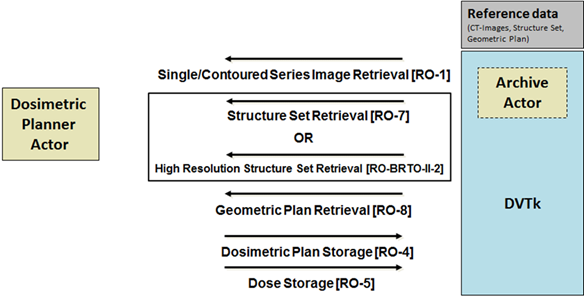 Reference data
(CT-Images, Structure Set,
Geometric Plan)
Single/Contoured Series Image Retrieval [RO-1]
Archive
Actor
Dosimetric
Planner
Actor
Structure Set Retrieval [RO-7]
OR
High Resolution Structure Set Retrieval [RO-BRTO-II-2]
DVTk
Geometric Plan Retrieval [RO-8]
Dosimetric Plan Storage [RO-4]
Dose Storage [RO-5]